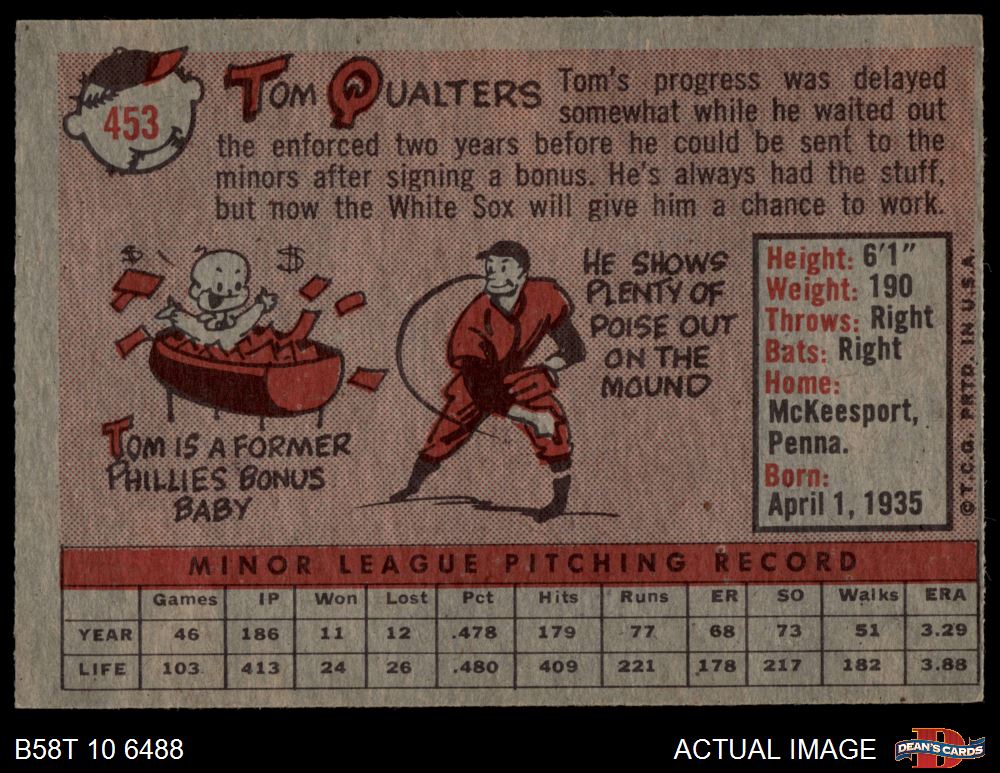 453
TOM QUALTERS
Tom's progress was delayed
somewhat while he waited out
the enforced two years before he could be sent to the
minors after signing a bonus. He's always had the stuff,
but now the White Sox will give him a chance to work.
$ $
TOM IS A FORMER
PHILLIES BONUS
BABY
HE SHOWS
PLENTY OF
POISE OUT
ON THE
MOUND
Height: 6'1"
Weight: 190
Throws: Right
Bats: Right
Home:
McKeesport,
Penna.
Born:
April 1, 1935
© T.C.G. PRTD. IN U.S.A.
MINOR LEAGUE PITCHING RECORD
Games IP Won Lost Pct Hits Runs ER SO Walks ERA
YEAR 46 186 11 12 .478 179 77 68 73 51 3.29
LIFE 103 413 24 26 .480 409 221 178 217 182 3.88
B58T 10 6488
ACTUAL IMAGE
D
DEAN'S CARDS